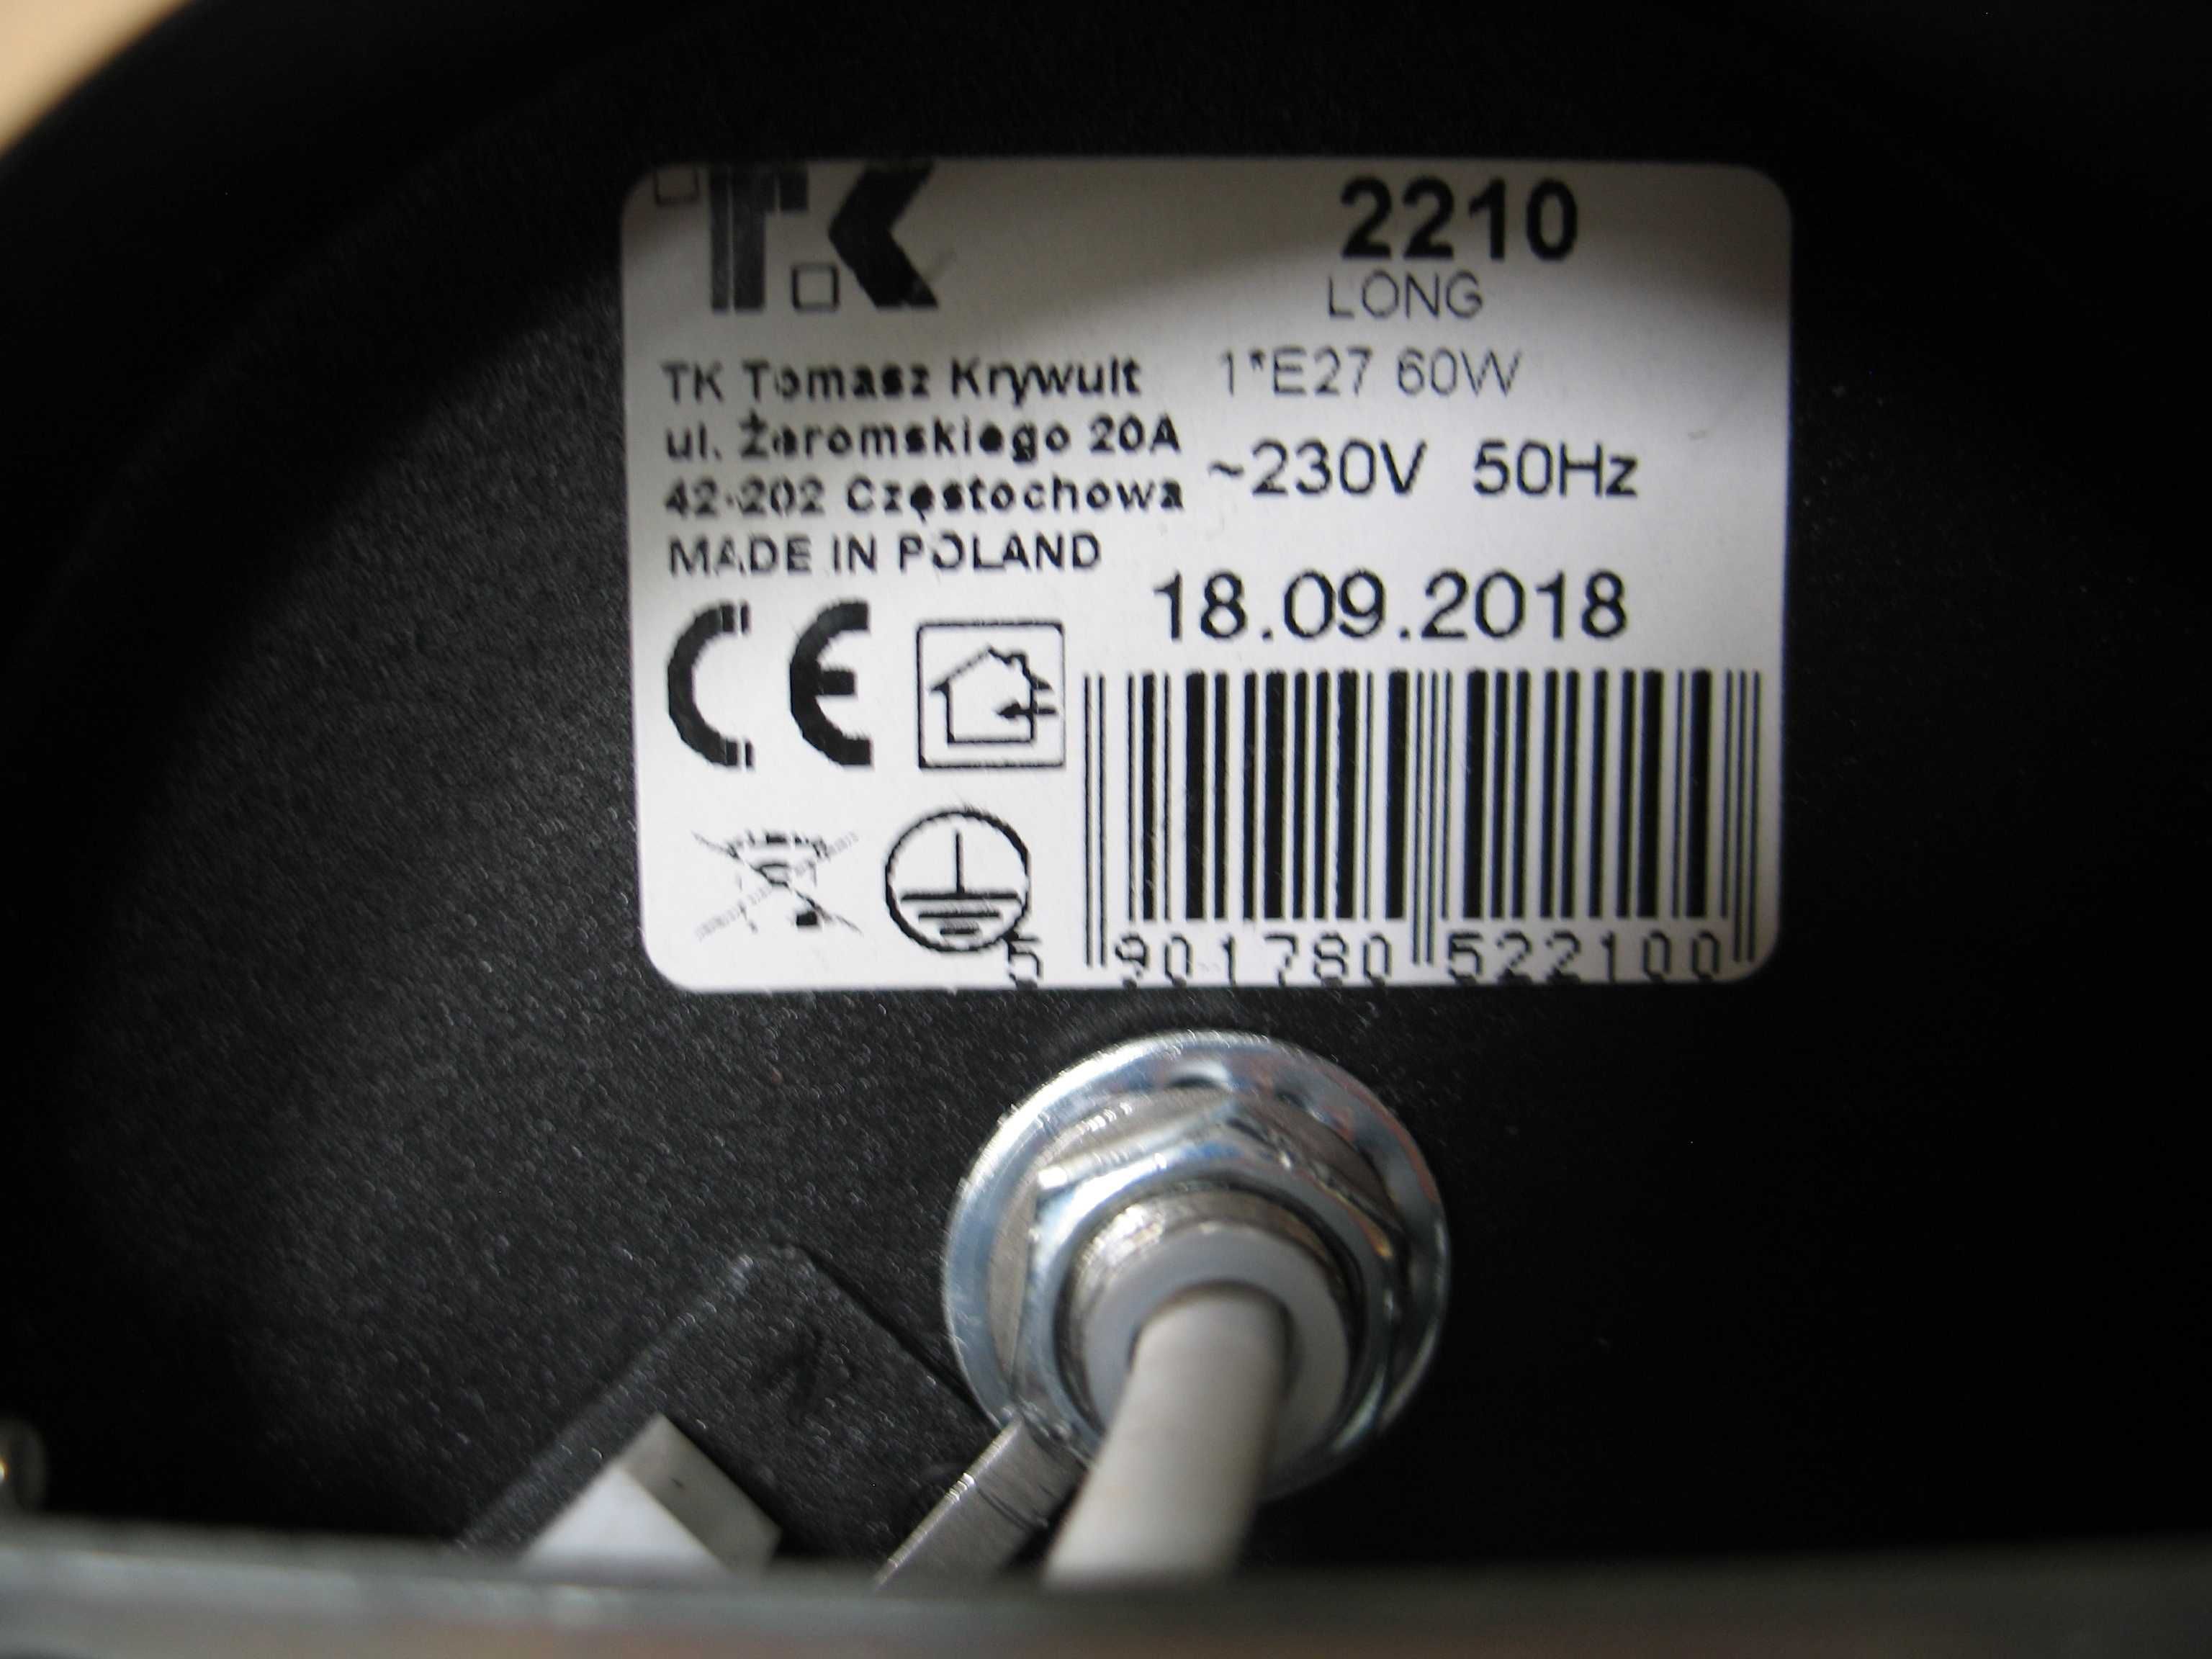 TK
2210
LONG
TK Tomasz Krywult
1*E27 60W
ul. Żeromskiego 20A
~230V 50Hz
42-202 Częstochowa
MADE IN POLAND
18.09.2018
CE
5 901780 522100